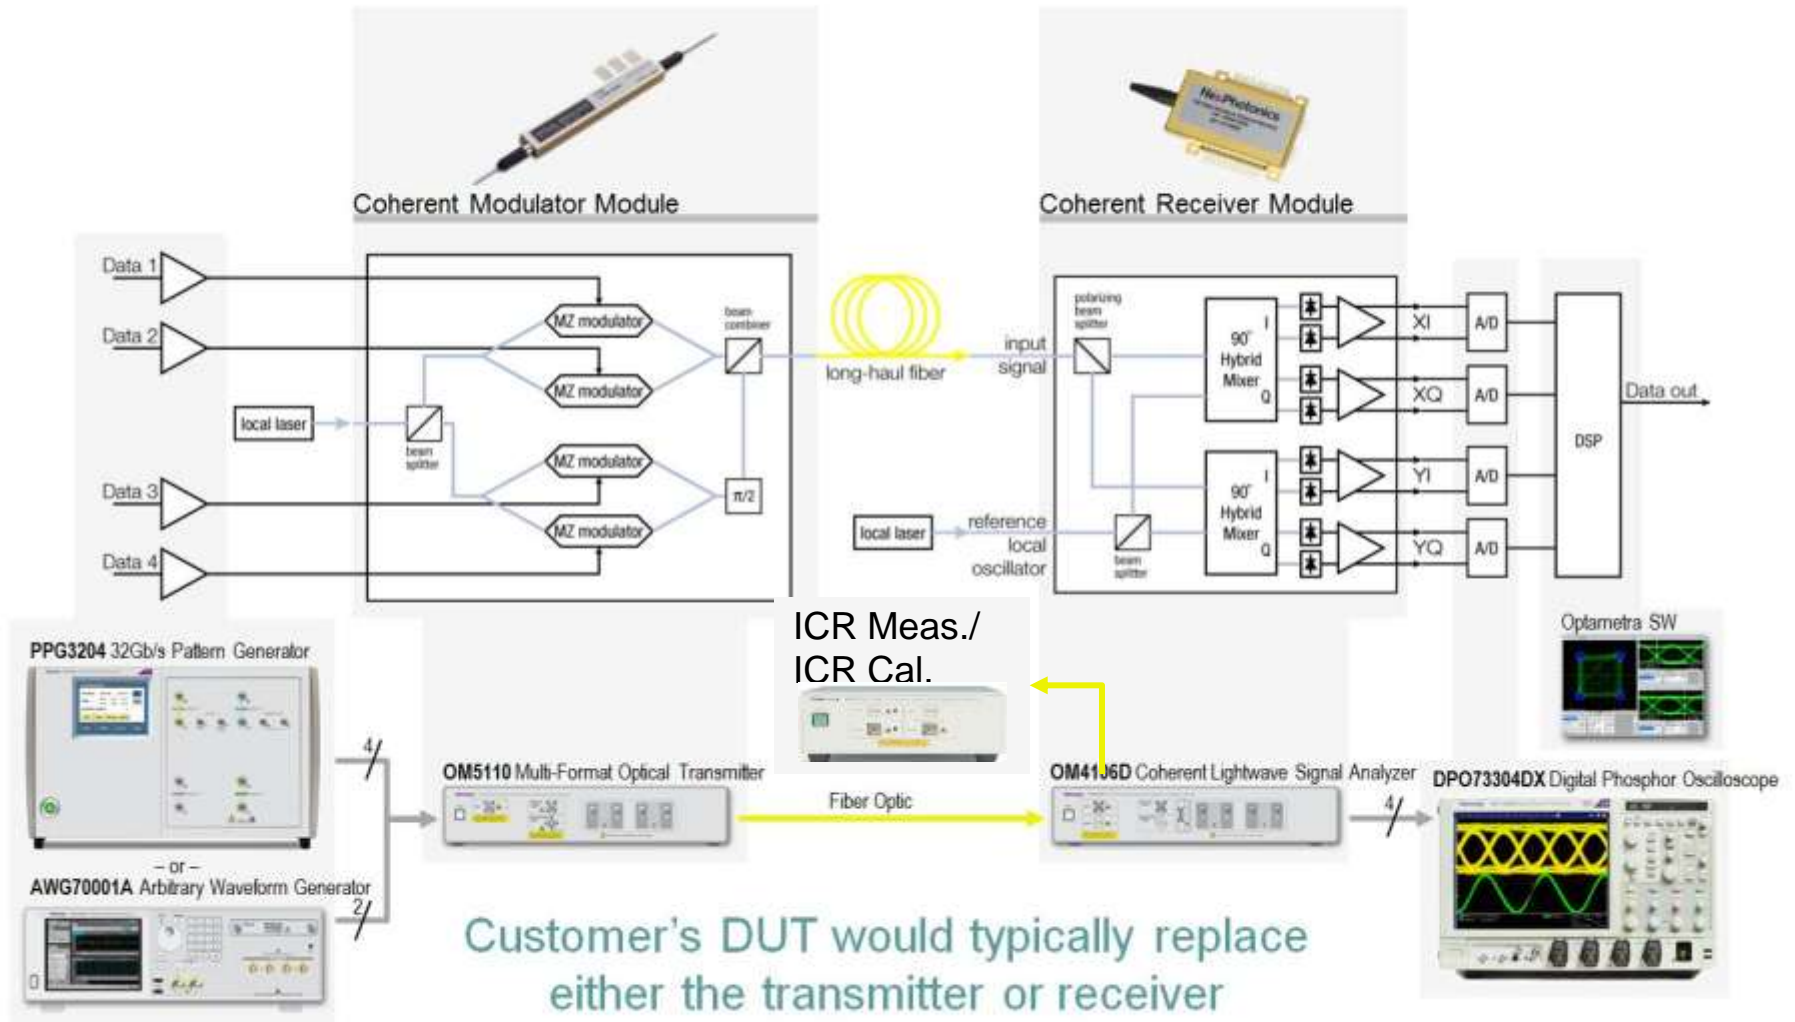 Coherent Modulator Module
NeoPhotonics
Coherent Receiver Module
Data 1
Data 2
Data 3
Data 4
local laser
beam
splitter
MZ modulator
MZ modulator
MZ modulator
MZ modulator
beam
combiner
π/2
long-haul fiber
input
signal
polarizing
beam
splitter
local laser
reference
local
oscillator
beam
splitter
I
90°
Hybrid
Mixer
Q
I
90°
Hybrid
Mixer
Q
XI
XQ
YI
YQ
A/D
A/D
A/D
A/D
DSP
Data out
PPG3204 32Gb/s Pattern Generator
– or –
AWG70001A Arbitrary Waveform Generator
4
2
OM5110 Multi-Format Optical Transmitter
ICR Meas./
ICR Cal.
Fiber Optic
OM4106D Coherent Lightwave Signal Analyzer
4
Optametra SW
DPO73304DX Digital Phosphor Oscilloscope
Customer's DUT would typically replace
either the transmitter or receiver